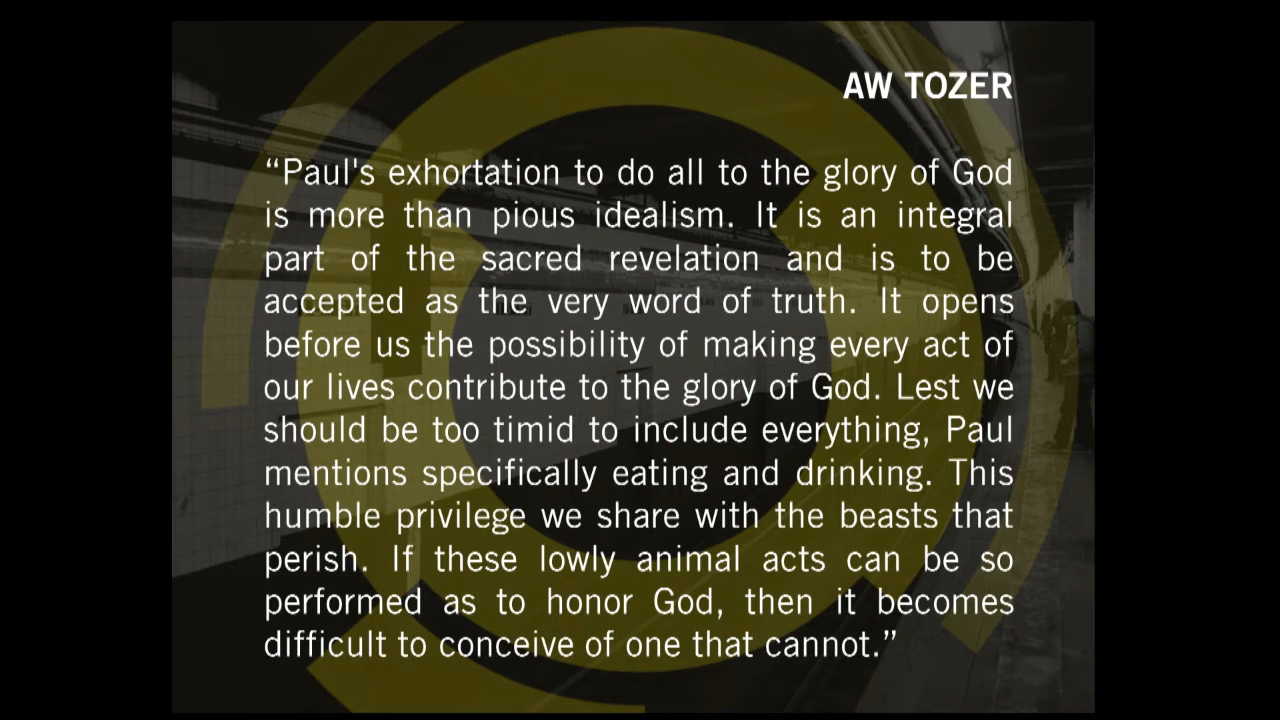 AW TOZER
“Paul's exhortation to do all to the glory of God
is more than pious idealism. It is an integral
part of the sacred revelation and is to be
accepted as the very word of truth. It opens
before us the possibility of making every act of
our lives contribute to the glory of God. Lest we
should be too timid to include everything, Paul
mentions specifically eating and drinking. This
humble privilege we share with the beasts that
perish. If these lowly animal acts can be so
performed as to honor God, then it becomes
difficult to conceive of one that cannot.”